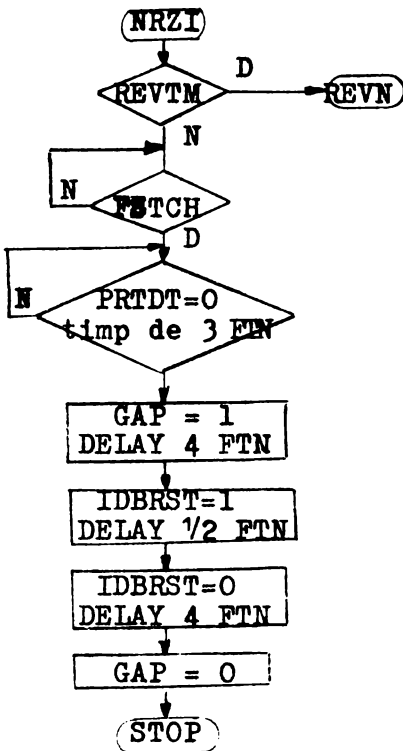 NRZI
D
REVTM
REVN
N
N
FETCH
D
N
PRTDT=0
timp de 3 FTN
GAP = 1
DELAY 4 FTN
IDBRST=1
DELAY 1/2 FTN
IDBRST=0
DELAY 4 FTN
GAP = 0
STOP